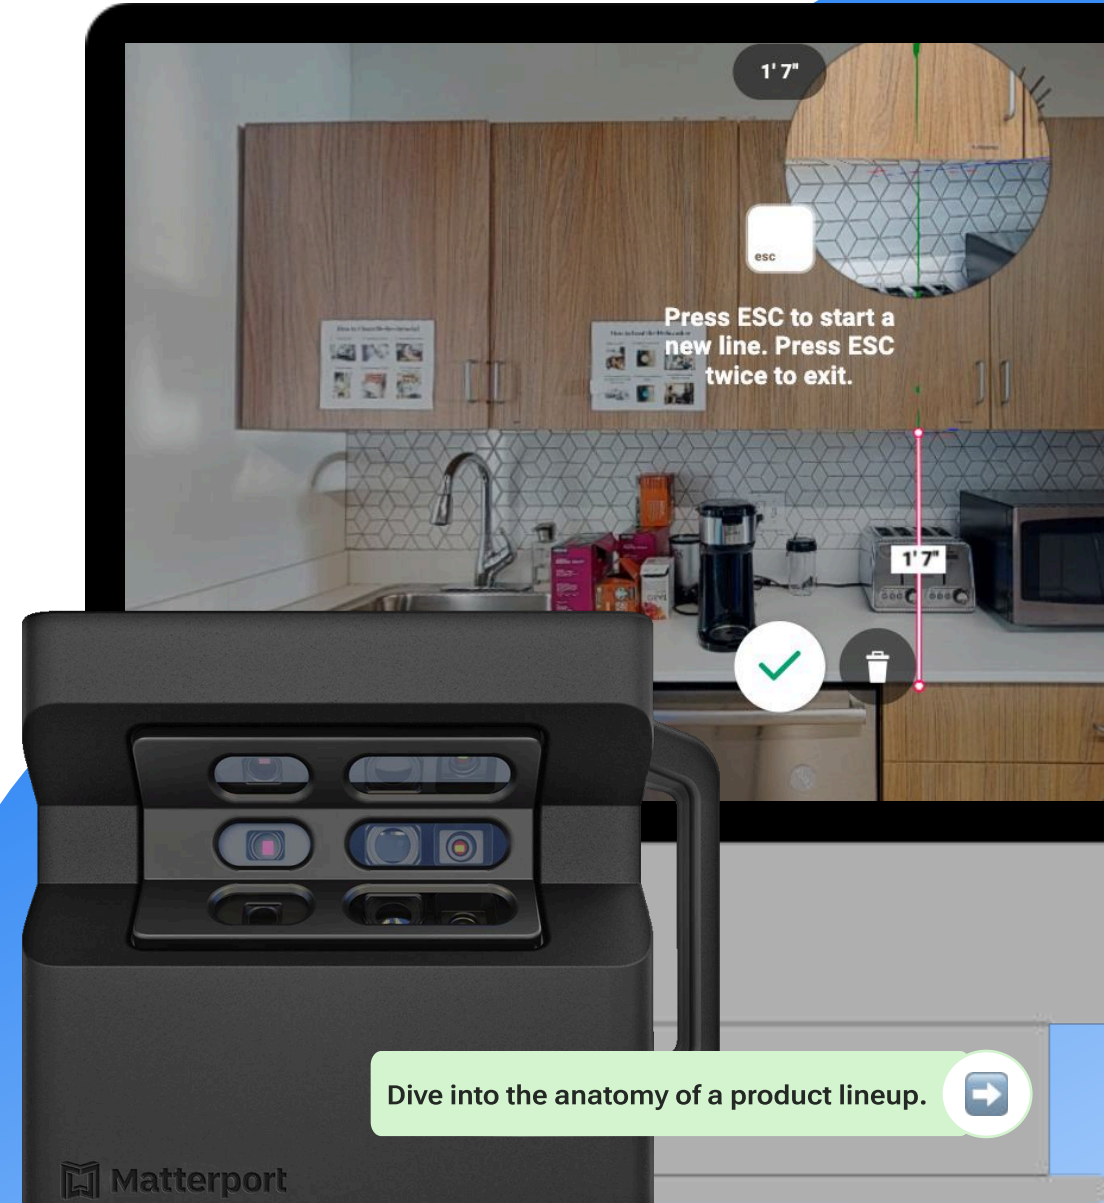 1' 7"
esc
Press ESC to start a
new line. Press ESC
twice to exit.
1' 7"
Dive into the anatomy of a product lineup.
Matterport